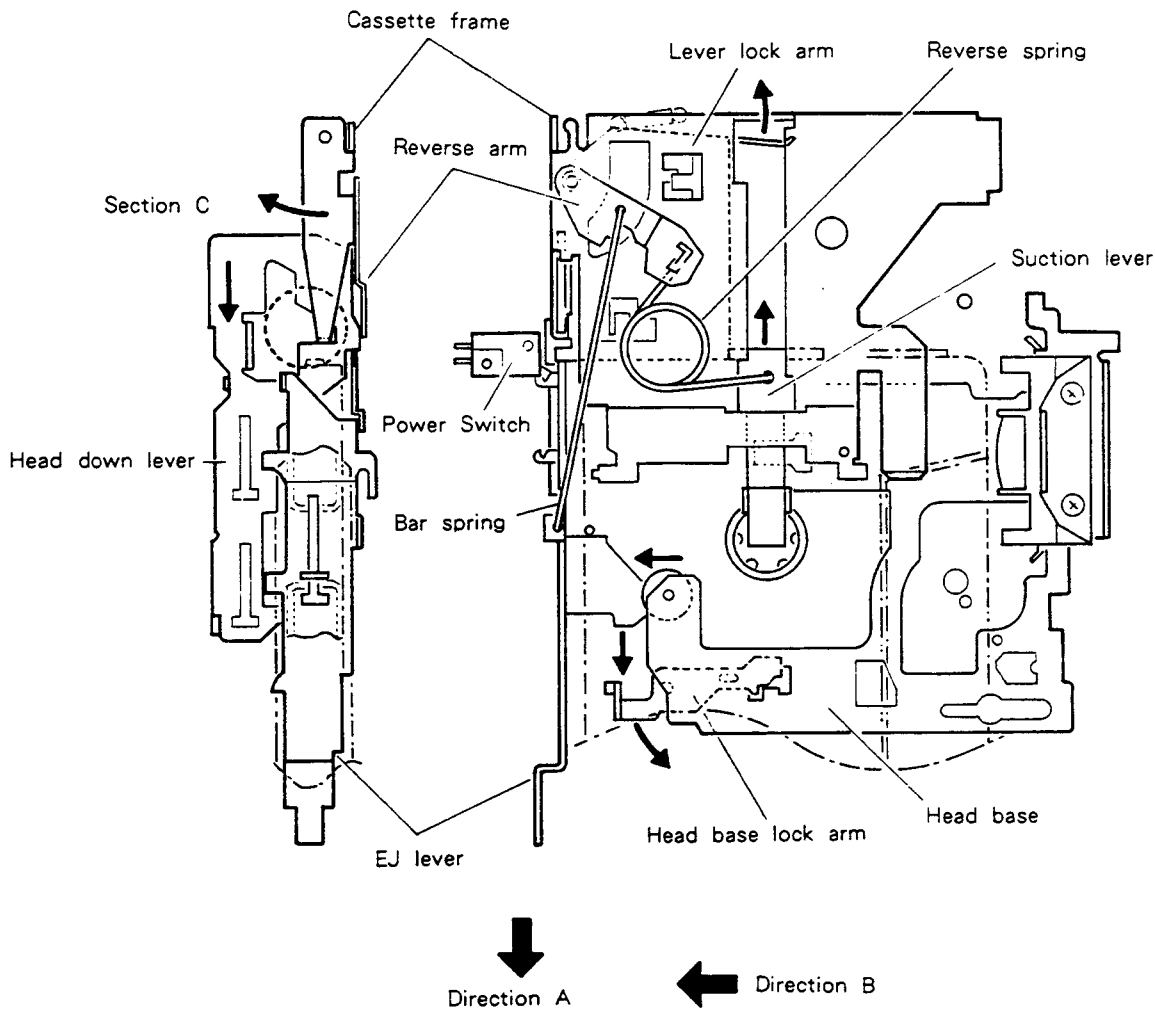 Cassette frame
Lever lock arm
Reverse spring
Reverse arm
Section C
Suction lever
Power Switch
Head down lever
Bar spring
Head base
Head base lock arm
EJ lever
Direction A
Direction B